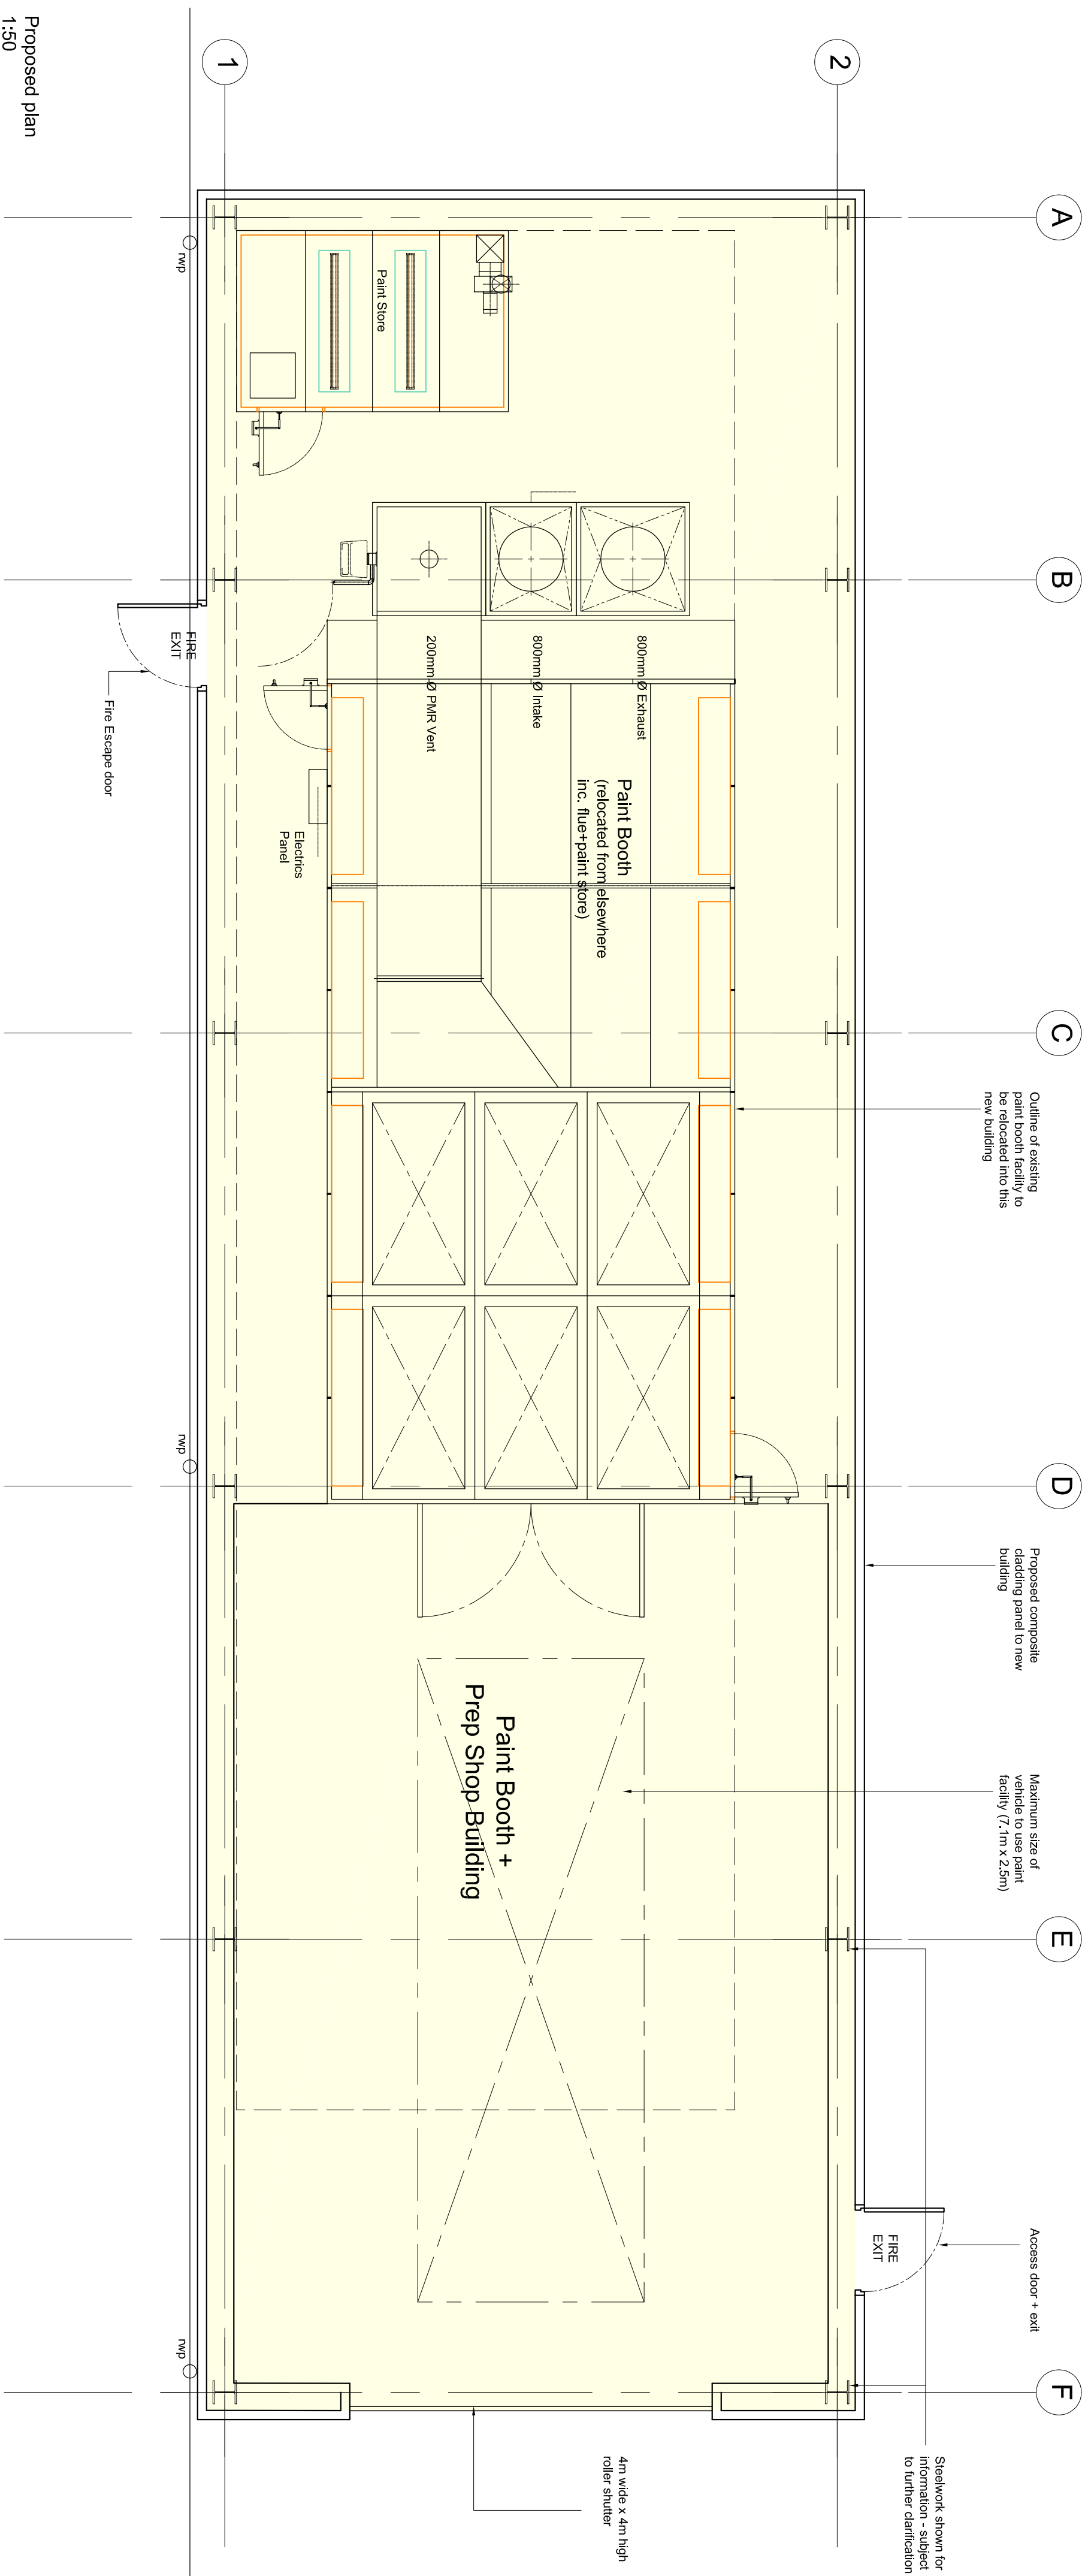 A
B
C
D
E
F
2
1
Outline of existing
paint booth facility to
be relocated into this
new building
Proposed composite
cladding panel to new
building
Maximum size of
vehicle to use paint
facility (7.1m x 2.5m)
Access door + exit
Steelwork shown for
information - subject
to further clarification
FIRE
EXIT
4m wide x 4m high
roller shutter
Paint Store
800mm Ø Exhaust
800mm Ø Intake
200mm Ø PMR Vent
Paint Booth
(relocated from elsewhere
inc. flue+paint store)
Electrics
Panel
Paint Booth +
Prep Shop Building
FIRE
EXIT
Fire Escape door
rwp
rwp
rwp
Proposed plan
1:50